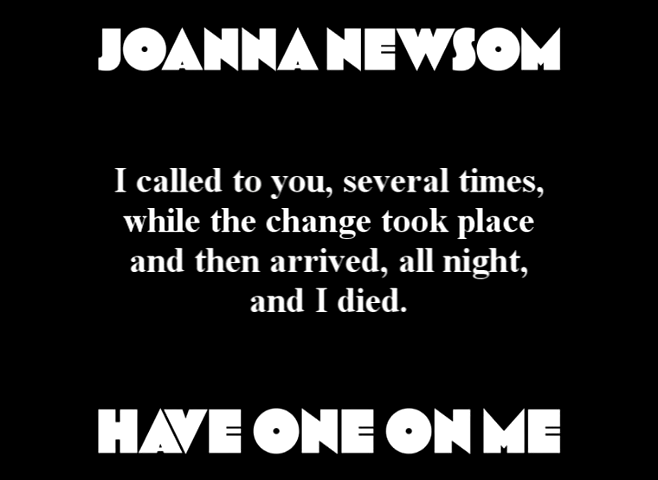 JOANNA NEWSOM
I called to you, several times,
while the change took place
and then arrived, all night,
and I died.
HAVE ONE ON ME